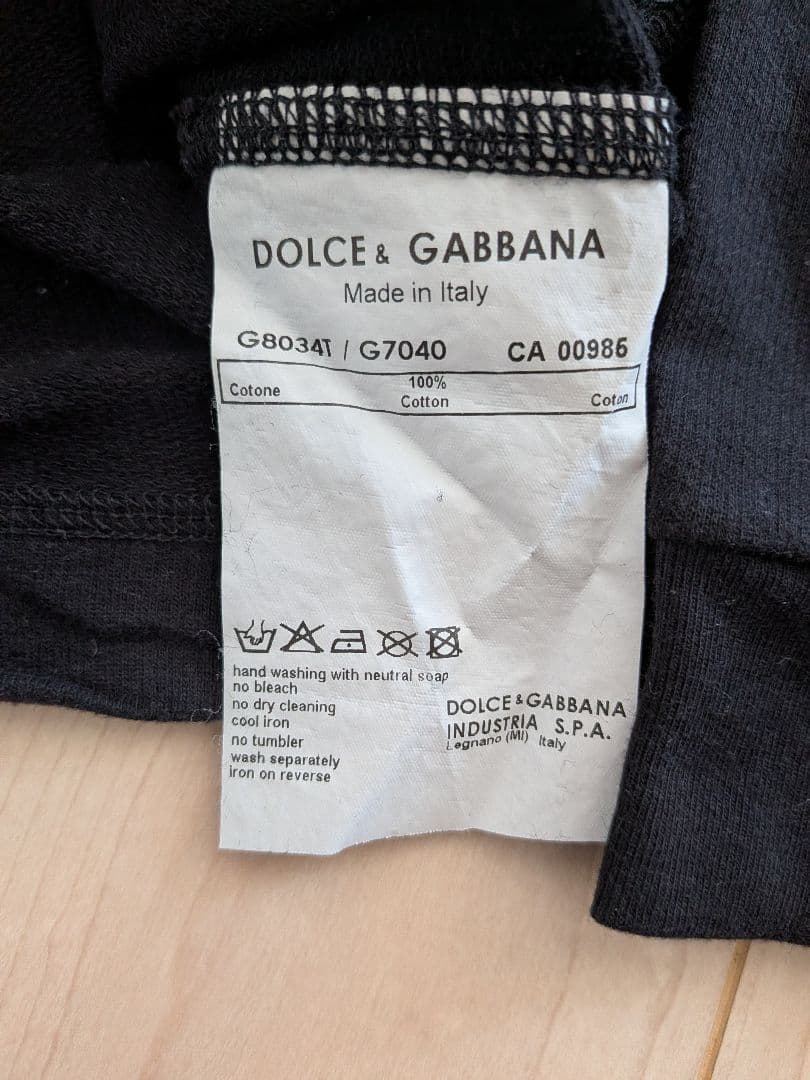 DOLCE & GABBANA
Made in Italy
G8034T / G7040 CA 00986
100%
Cotone Cotton Coton
hand washing with neutral soap
no bleach
no dry cleaning
cool iron
no tumbler
wash separately
iron on reverse
DOLCE & GABBANA
INDUSTRIA S.P.A.
Legnano (MI) Italy